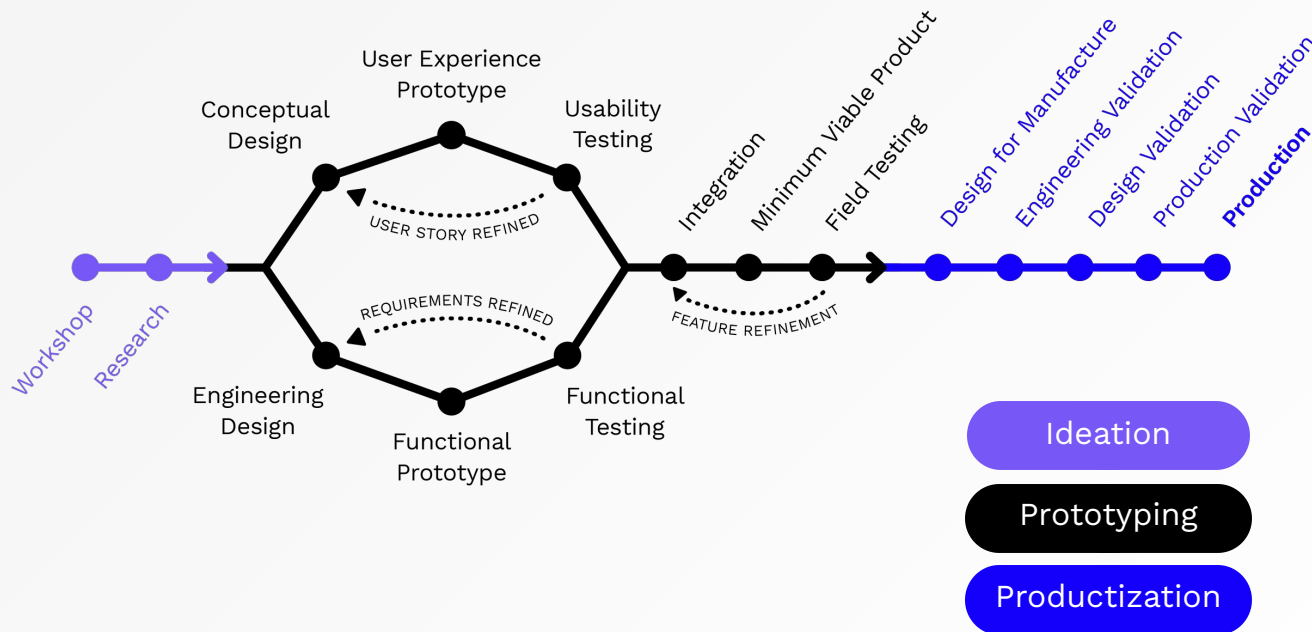 Workshop
Research
Conceptual
Design
User Experience
Prototype
Usability
Testing
USER STORY REFINED
REQUIREMENTS REFINED
Engineering
Design
Functional
Prototype
Functional
Testing
Integration
Minimum Viable Product
Field Testing
FEATURE REFINEMENT
Design for Manufacture
Engineering Validation
Design Validation
Production Validation
Production
Ideation
Prototyping
Productization